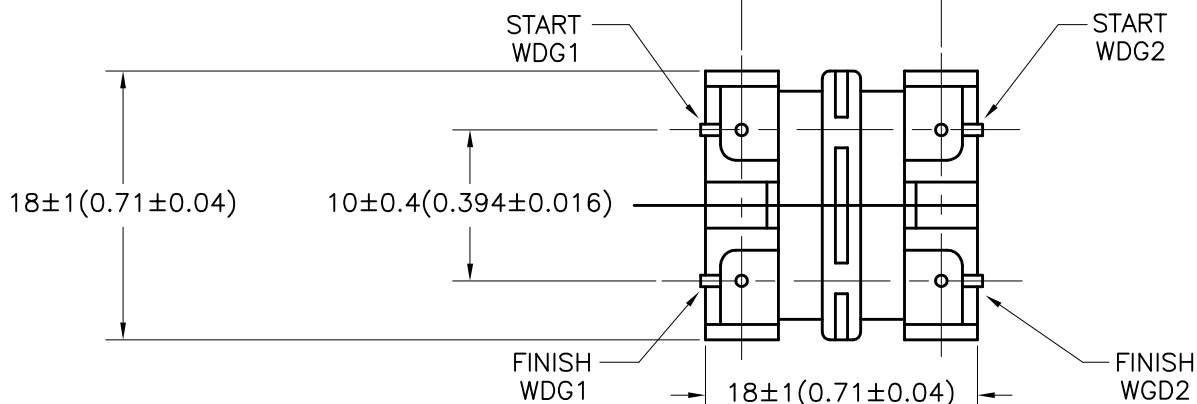 START
WDG1
START
WDG2
18±1(0.71±0.04)
10±0.4(0.394±0.016)
FINISH
WDG1
18±1(0.71±0.04)
FINISH
WGD2